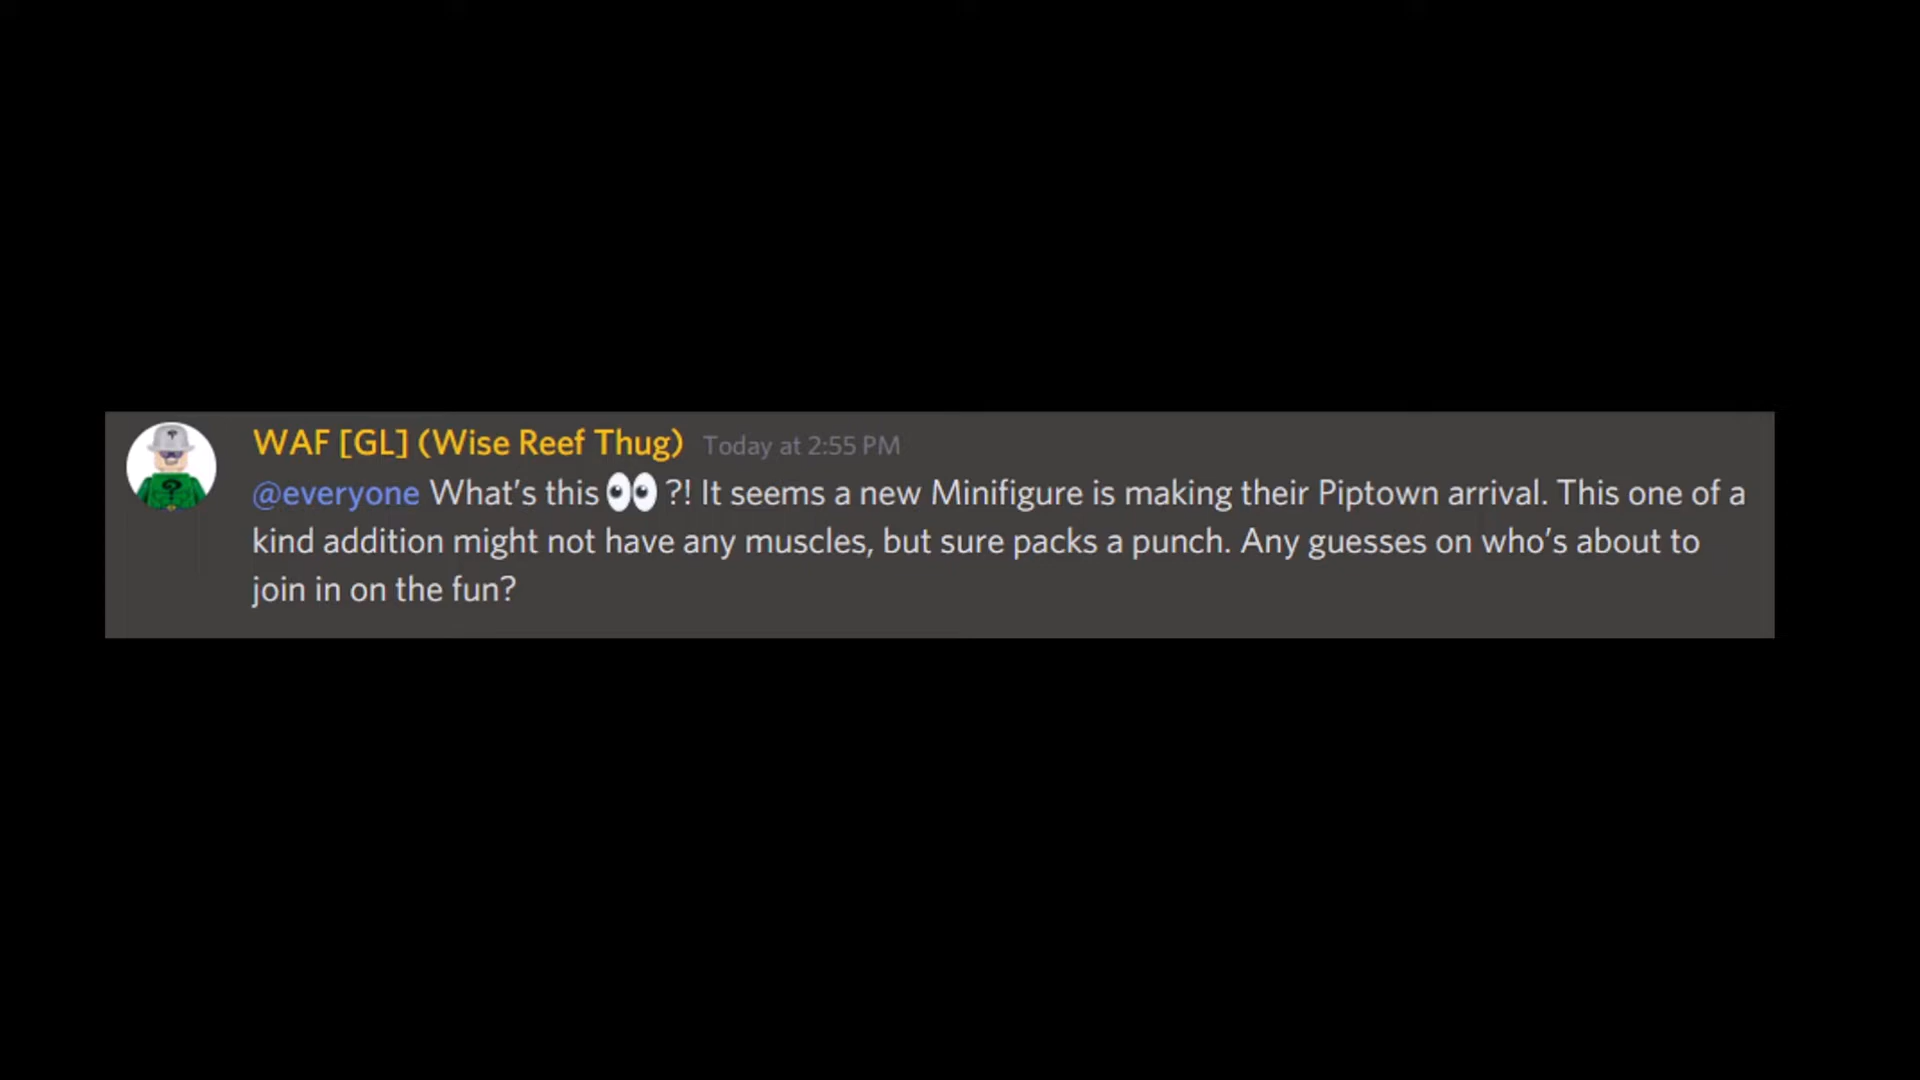 WAF [GL] (Wise Reef Thug) Today at 2:55 PM
@everyone What's this 👀 ?! It seems a new Minifigure is making their Piptown arrival. This one of a
kind addition might not have any muscles, but sure packs a punch. Any guesses on who's about to
join in on the fun?